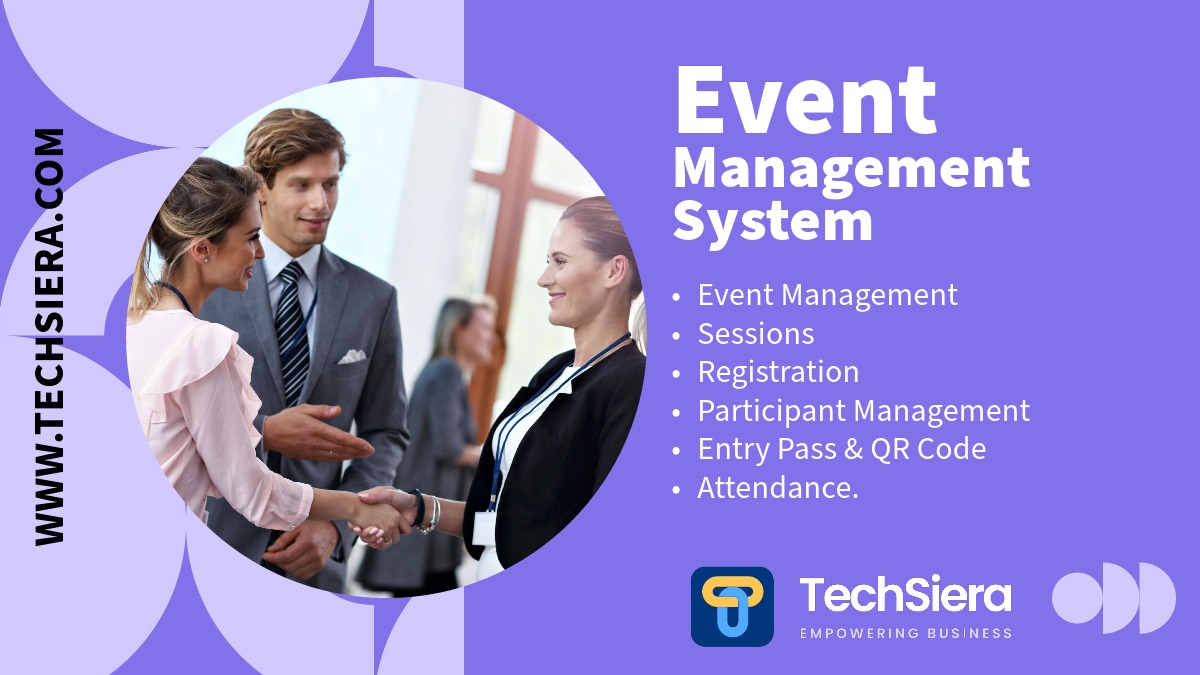 WWW.TECHSIERA.COM
Event
Management
System
• Event Management
• Sessions
• Registration
• Participant Management
• Entry Pass & QR Code
• Attendance.
TechSiera
EMPOWERING BUSINESS